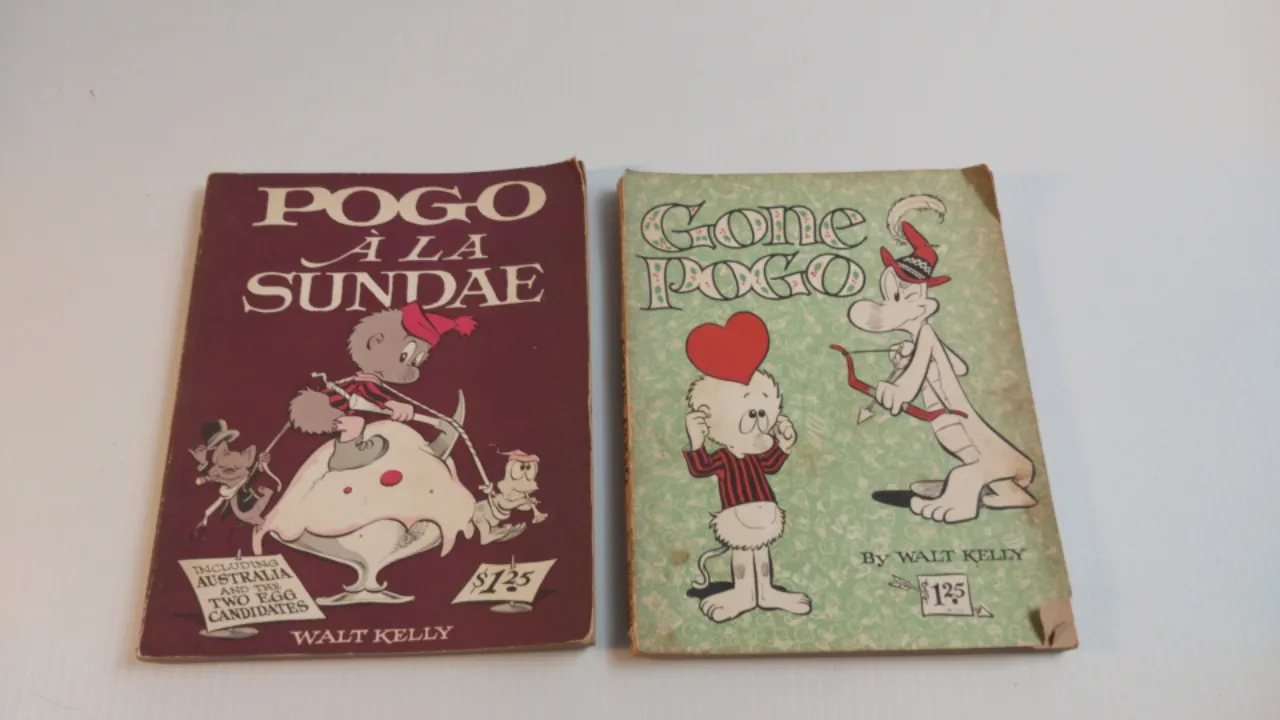 POGO
À LA
SUNDAE
INCLUDING
AUSTRALIA
AND THE
TWO EGG
CANDIDATES
$1.25
WALT KELLY
Gone
POGO
By WALT KELLY
$1.25